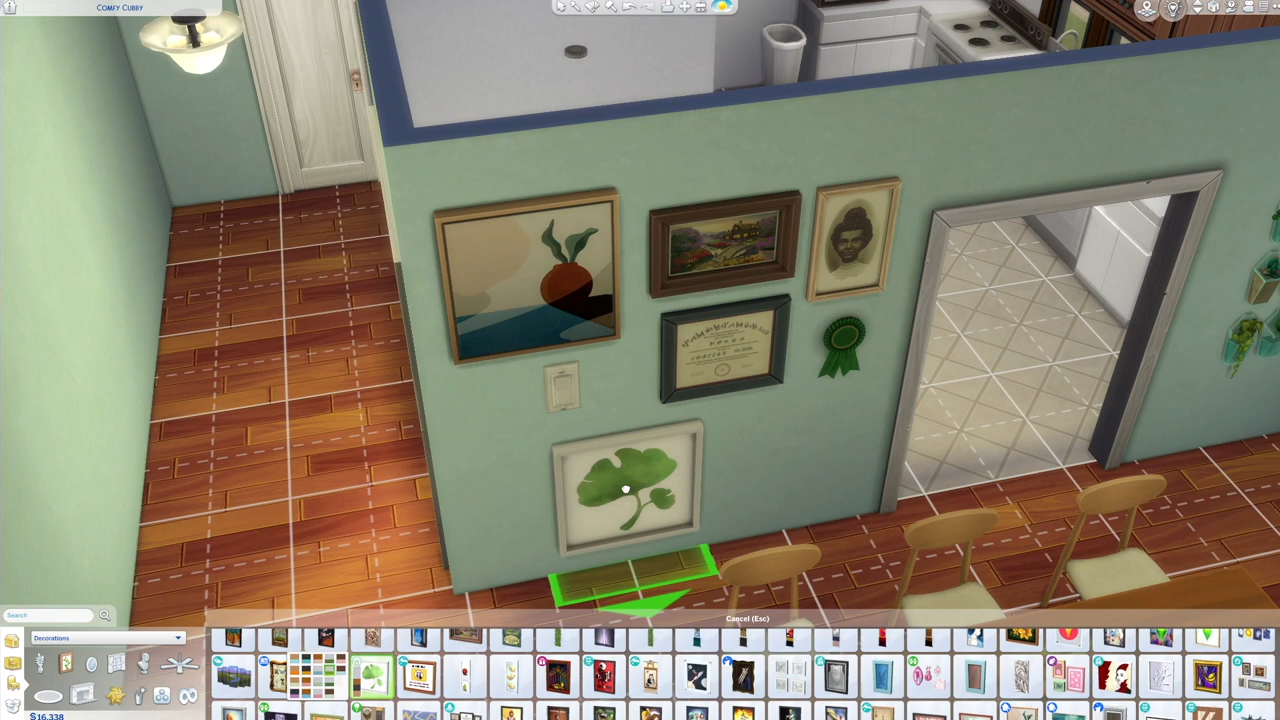 COMFY CUBBY
Cancel (Esc)
Search
Decorations
$16,338